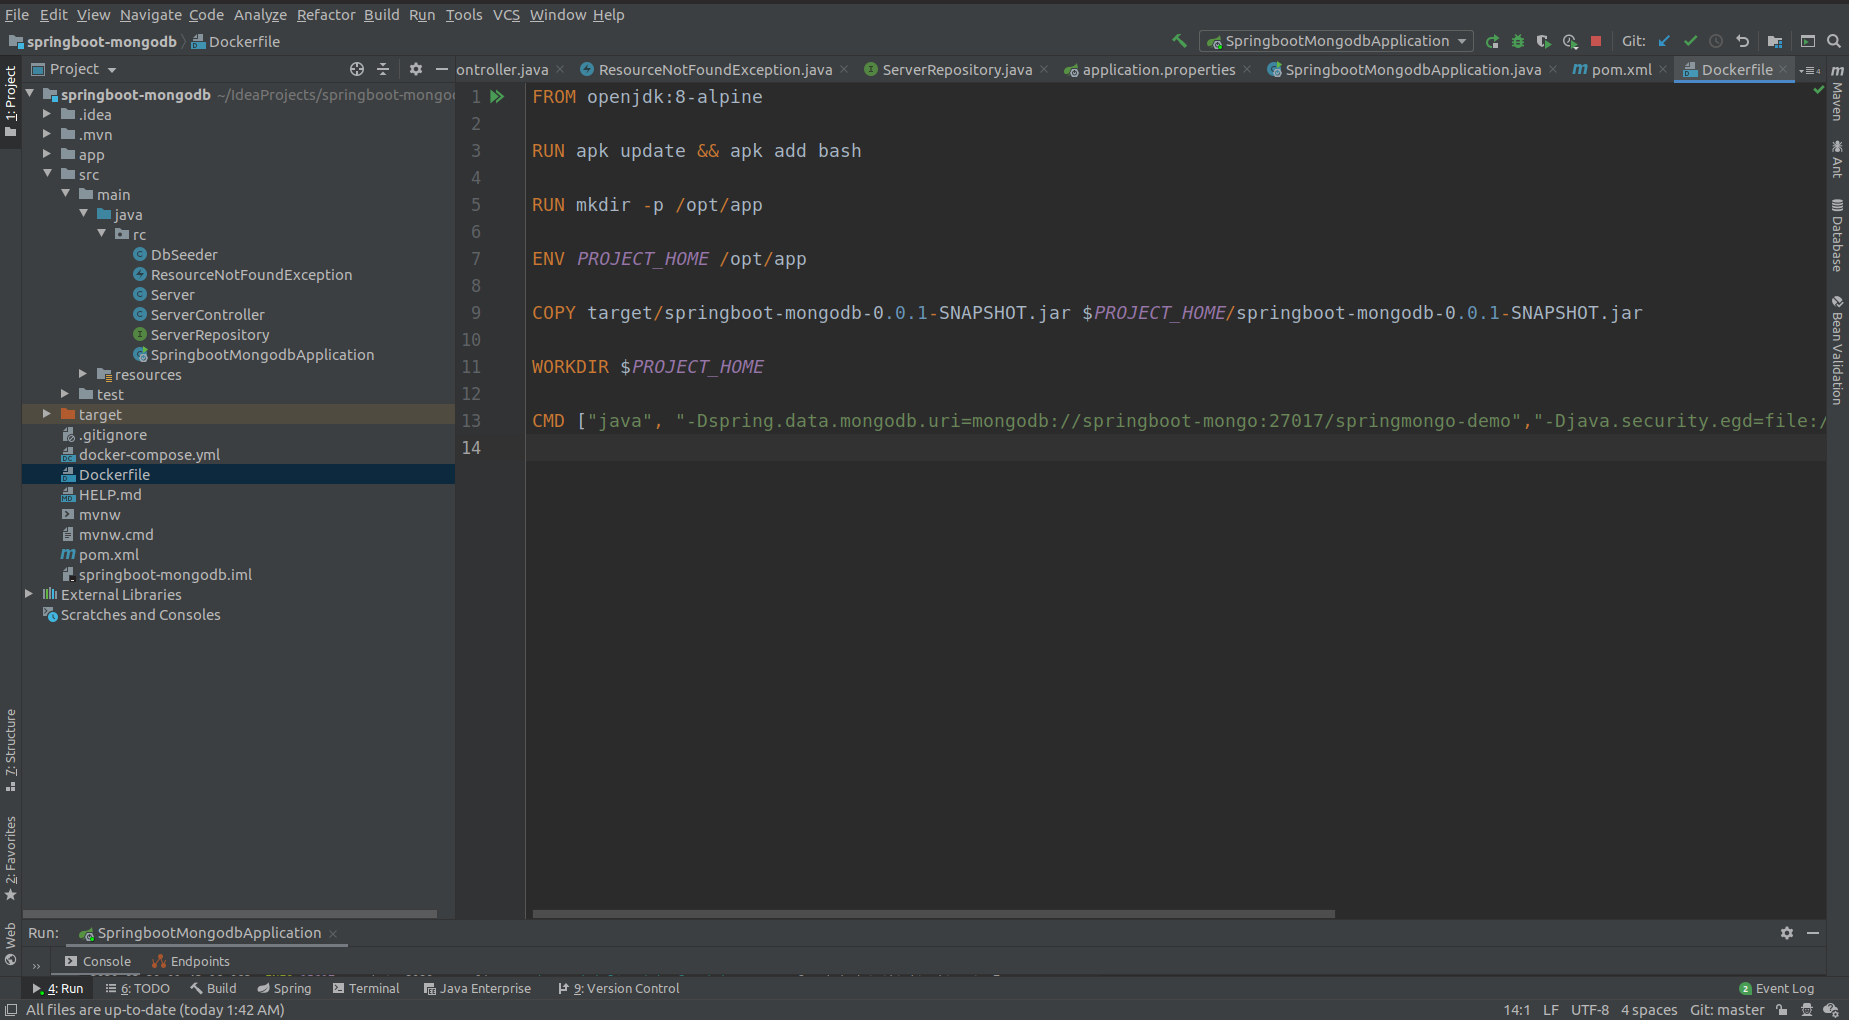 File Edit View Navigate Code Analyze Refactor Build Run Tools VCS Window Help
springboot-mongodb Dockerfile SpringbootMongodbApplication Git:
Project ontroller.java ResourceNotFoundException.java ServerRepository.java application.properties SpringbootMongodbApplication.java pom.xml Dockerfile
1: Project
7: Structure
2: Favorites
Web
springboot-mongodb ~/IdeaProjects/springboot-mongo
.idea
.mvn
app
src
main
java
rc
DbSeeder
ResourceNotFoundException
Server
ServerController
ServerRepository
SpringbootMongodbApplication
resources
test
target
.gitignore
docker-compose.yml
Dockerfile
HELP.md
mvnw
mvnw.cmd
pom.xml
springboot-mongodb.iml
External Libraries
Scratches and Consoles
1 FROM openjdk:8-alpine
2
3 RUN apk update && apk add bash
4
5 RUN mkdir -p /opt/app
6
7 ENV PROJECT_HOME /opt/app
8
9 COPY target/springboot-mongodb-0.0.1-SNAPSHOT.jar $PROJECT_HOME/springboot-mongodb-0.0.1-SNAPSHOT.jar
10
11 WORKDIR $PROJECT_HOME
12
13 CMD ["java", "-Dspring.data.mongodb.uri=mongodb://springboot-mongo:27017/springmongo-demo","-Djava.security.egd=file:/
14
Maven
Ant
Database
Bean Validation
Run: SpringbootMongodbApplication
Console Endpoints
4: Run 6: TODO Build Spring Terminal Java Enterprise 9: Version Control 2 Event Log
All files are up-to-date (today 1:42 AM) 14:1 LF UTF-8 4 spaces Git: master